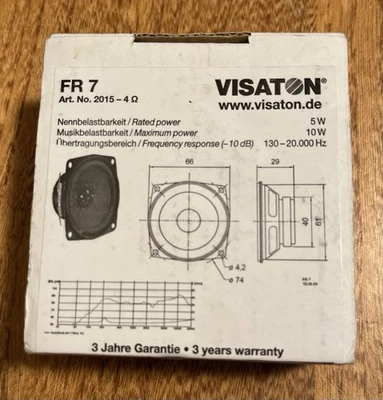 FR 7
Art. No. 2015 – 4 Ω
VISATON®
www.visaton.de
Nennbelastbarkeit / Rated power 5 W
Musikbelastbarkeit / Maximum power 10 W
Übertragungsbereich / Frequency response (–10 dB) 130 – 20.000 Hz
66
29
40
61
ø 4,2
ø 74
FR 7
3 Jahre Garantie • 3 years warranty